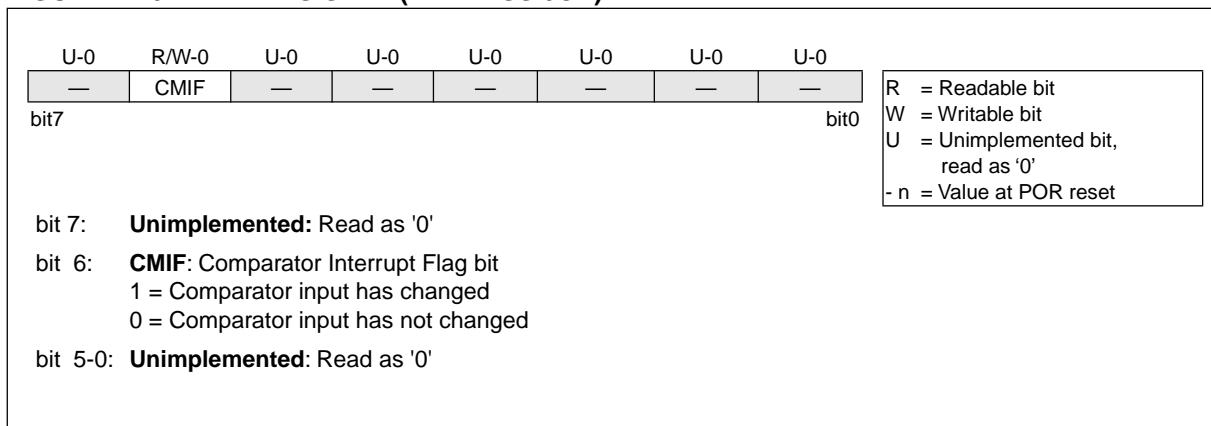 U-0 R/W-0 U-0 U-0 U-0 U-0 U-0 U-0
— CMIF — — — — — —
bit7 bit0
R = Readable bit
W = Writable bit
U = Unimplemented bit,
read as ‘0’
- n = Value at POR reset
bit 7: Unimplemented: Read as '0'
bit 6: CMIF: Comparator Interrupt Flag bit
1 = Comparator input has changed
0 = Comparator input has not changed
bit 5-0: Unimplemented: Read as '0'